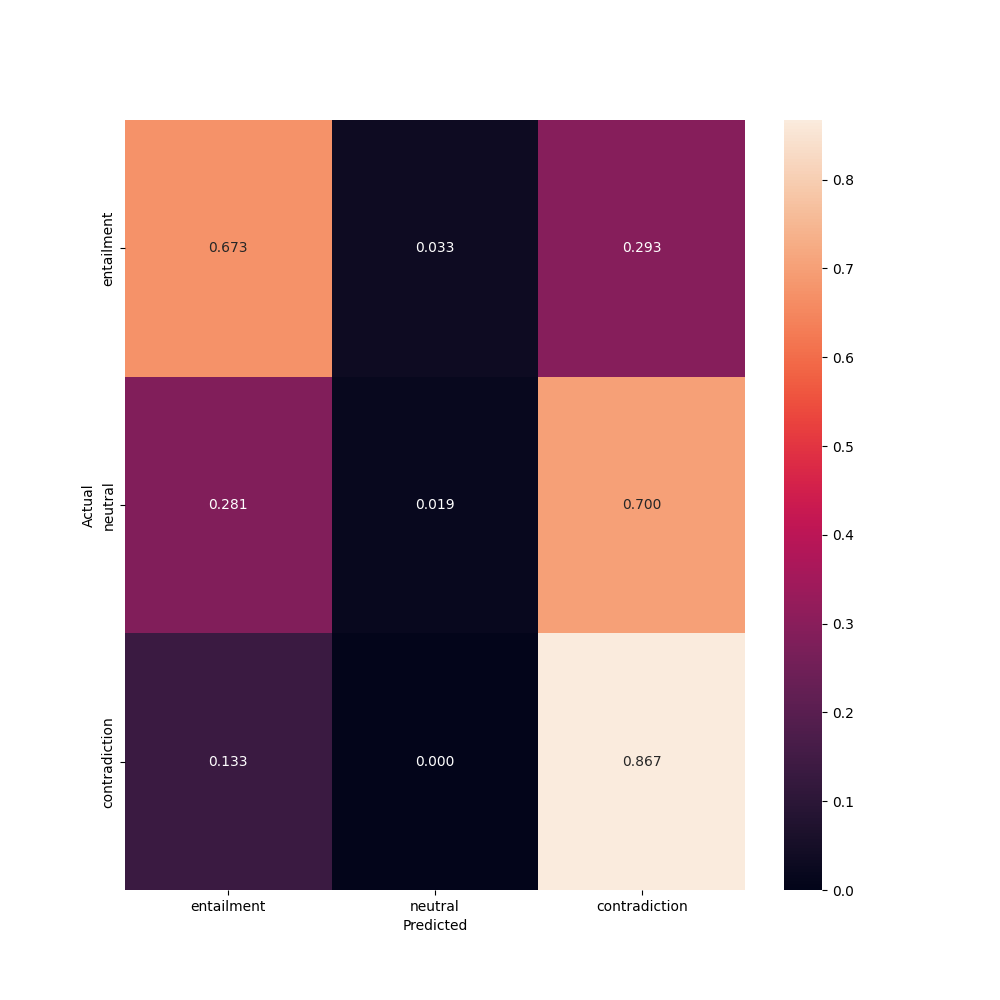 entailment
0.673 0.033 0.293
Actual
neutral
0.281 0.019 0.700
contradiction
0.133 0.000 0.867
entailment neutral contradiction
Predicted
0.8
0.7
0.6
0.5
0.4
0.3
0.2
0.1
0.0